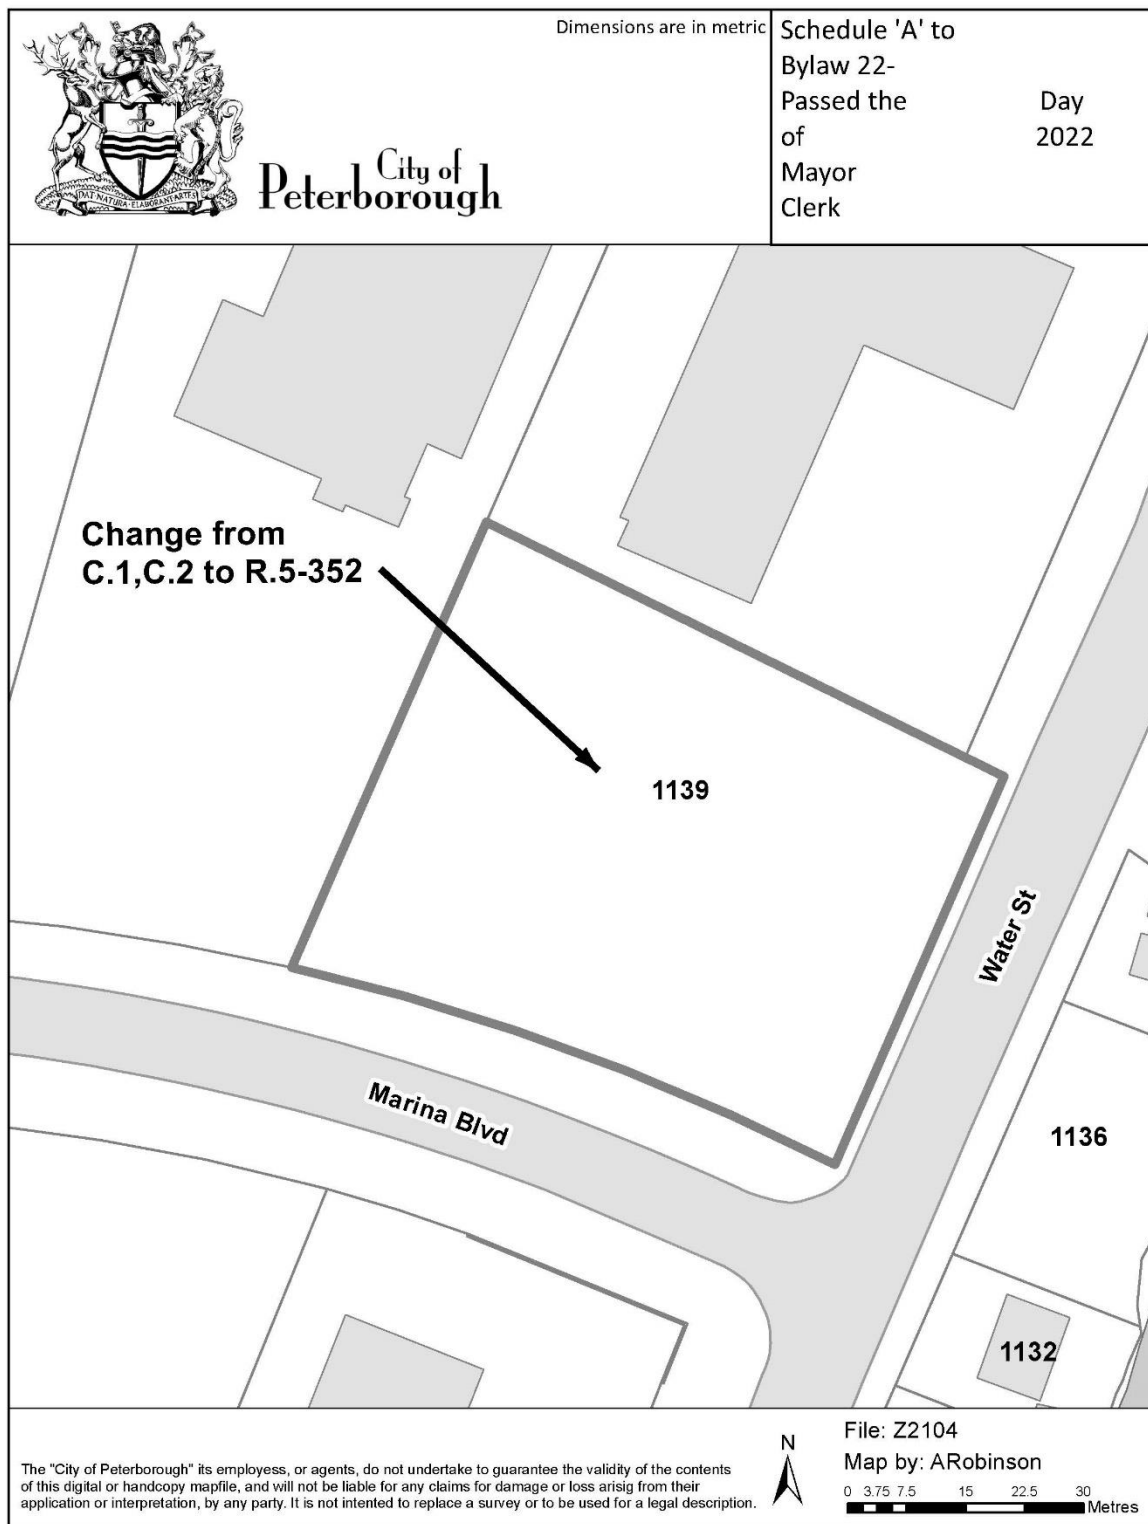 Dimensions are in metric
Schedule 'A' to
Bylaw 22-
Passed the Day
of 2022
Mayor
Clerk
DAT·NATURA·ELABORANT·ARTES
City of
Peterborough
Change from
C.1,C.2 to R.5-352
1139
Water St
Marina Blvd
1136
1132
The "City of Peterborough" its employess, or agents, do not undertake to guarantee the validity of the contents
of this digital or handcopy mapfile, and will not be liable for any claims for damage or loss arisig from their
application or interpretation, by any party. It is not intended to replace a survey or to be used for a legal description.
N
File: Z2104
Map by: ARobinson
0 3.75 7.5 15 22.5 30
Metres